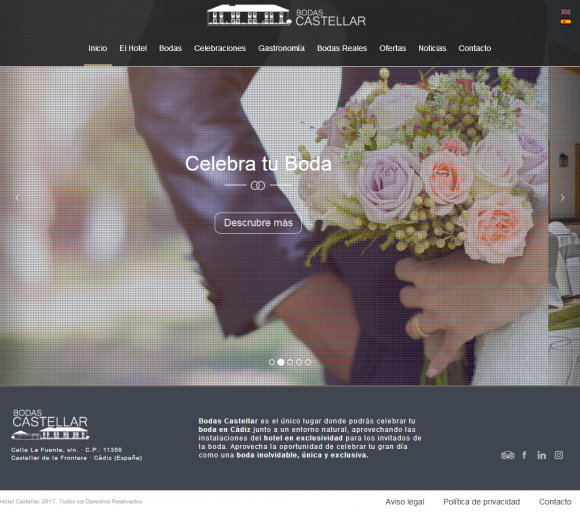 BODAS
CASTELLAR
Inicio El Hotel Bodas Celebraciones Gastronomía Bodas Reales Ofertas Noticias Contacto
Celebra tu Boda
Descrubre más
BODAS
CASTELLAR
Calle La Fuente, s/n. · C.P.: 11350
Castellar de la Frontera · Cádiz (España)
Bodas Castellar es el único lugar donde podrás celebrar tu
boda en Cádiz junto a un entorno natural, aprovechando las
instalaciones del hotel en exclusividad para los invitados de
la boda. Aprovecha la oportunidad de celebrar tu gran día
como una boda inolvidable, única y exclusiva.
Hotel Castellar. 2017. Todos los Derechos Reservados
Aviso legal Política de privacidad Contacto